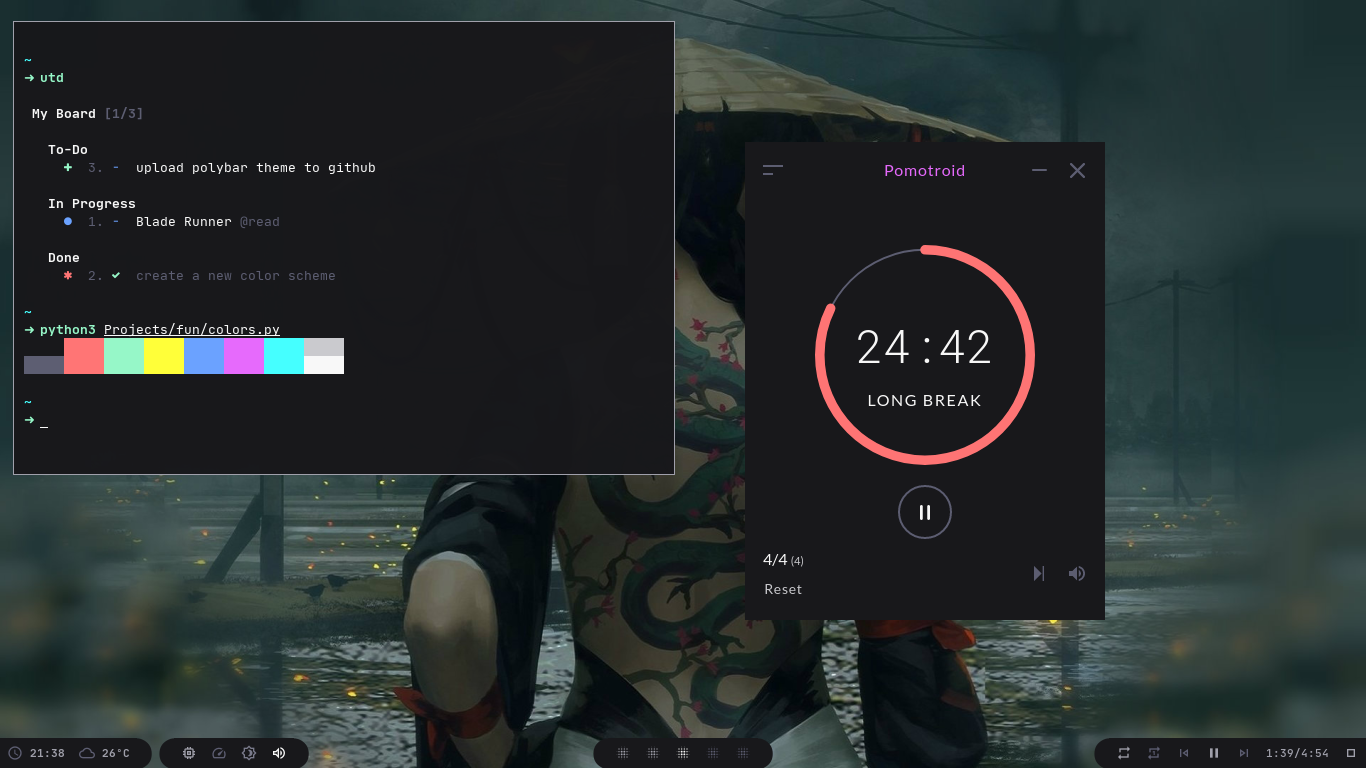 ~
→ utd
My Board [1/3]
To-Do
+ 3. - upload polybar theme to github
In Progress
● 1. - Blade Runner @read
Done
* 2. ✔ create a new color scheme
~
→ python3 Projects/fun/colors.py
~
→ _
Pomotroid
24:42
LONG BREAK
4/4 (4)
Reset
21:38 26°C
1:39/4:54